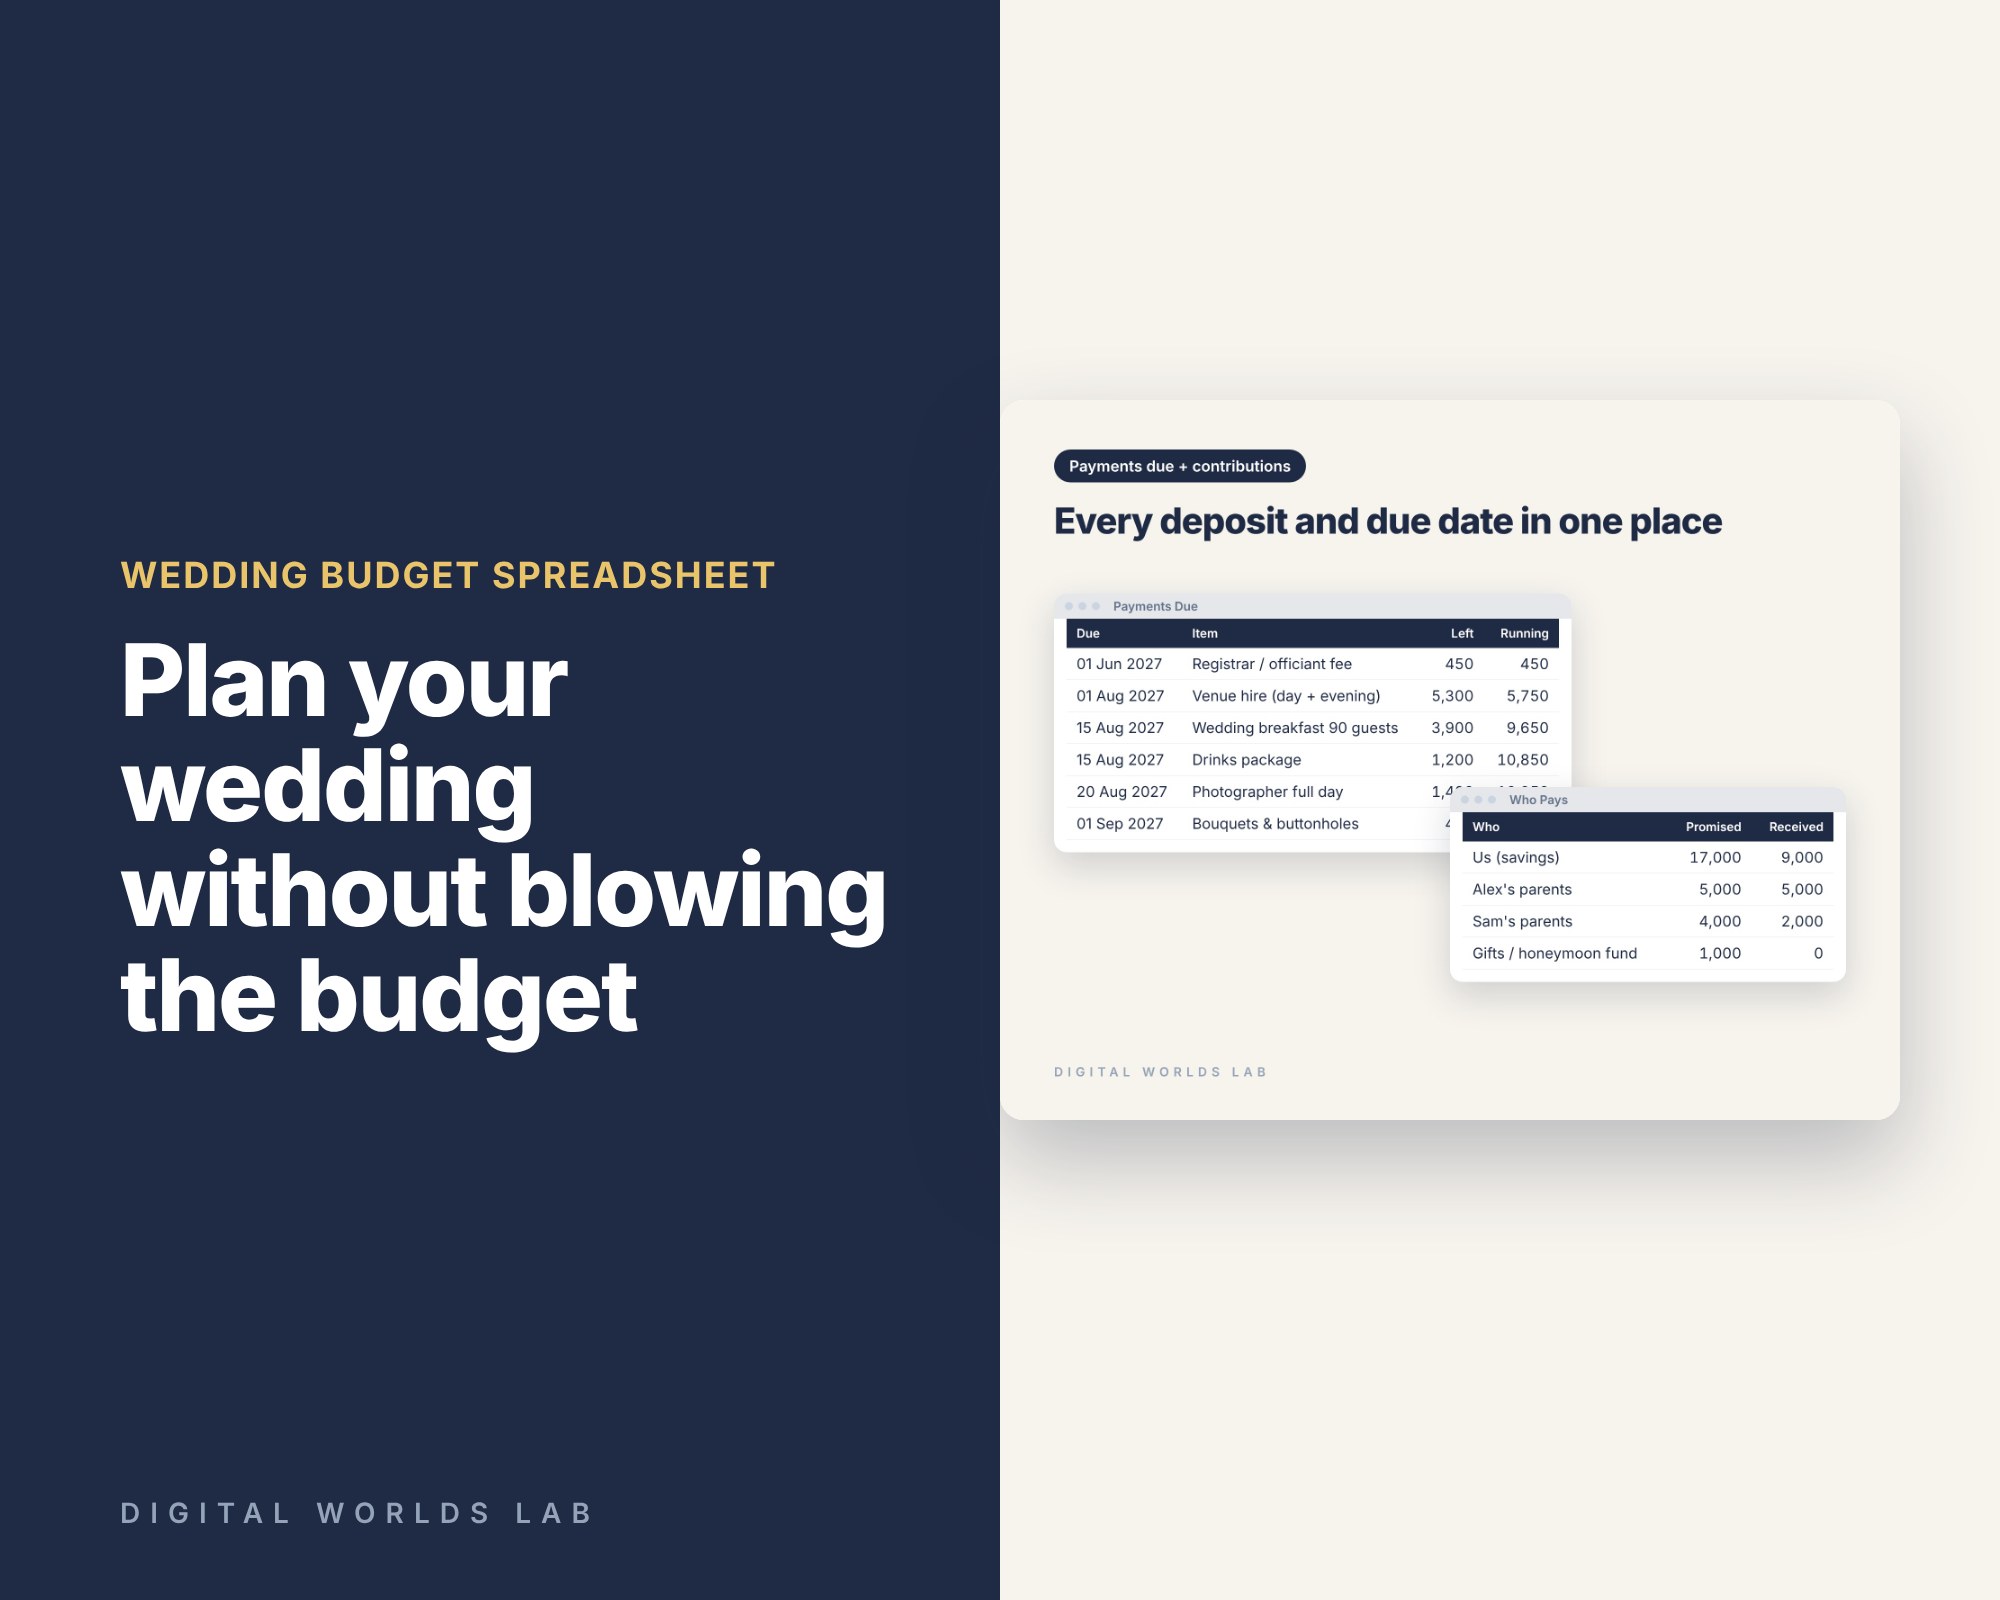 WEDDING BUDGET SPREADSHEET
Plan your
wedding
without blowing
the budget
DIGITAL WORLDS LAB
Payments due + contributions
Every deposit and due date in one place
Payments Due
Due Item Left Running
01 Jun 2027 Registrar / officiant fee 450 450
01 Aug 2027 Venue hire (day + evening) 5,300 5,750
15 Aug 2027 Wedding breakfast 90 guests 3,900 9,650
15 Aug 2027 Drinks package 1,200 10,850
20 Aug 2027 Photographer full day
01 Sep 2027 Bouquets & buttonholes
Who Pays
Who Promised Received
Us (savings) 17,000 9,000
Alex's parents 5,000 5,000
Sam's parents 4,000 2,000
Gifts / honeymoon fund 1,000 0
DIGITAL WORLDS LAB